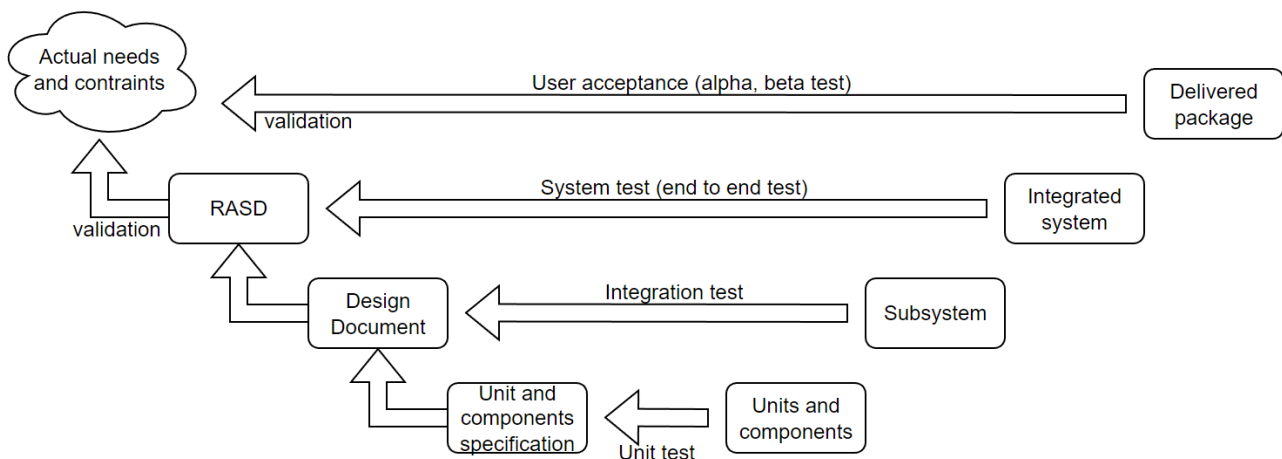 Actual needs
and contraints
User acceptance (alpha, beta test)
validation
Delivered
package
validation
RASD
System test (end to end test)
Integrated
system
Design
Document
Integration test
Subsystem
Unit and
components
specification
Unit test
Units and
components